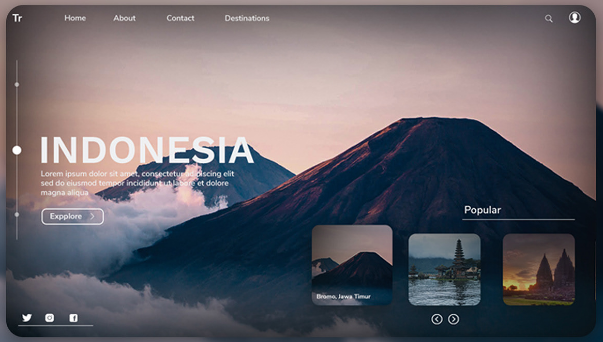 Tr
Home
About
Contact
Destinations
INDONESIA
Lorem ipsum dolor sit amet, consectetus adipiscing elit
sed do eiusmod tempor incididunt ut labore et dolore
magna aliqua
Expplore
Popular
Bromo, Jawa Timur